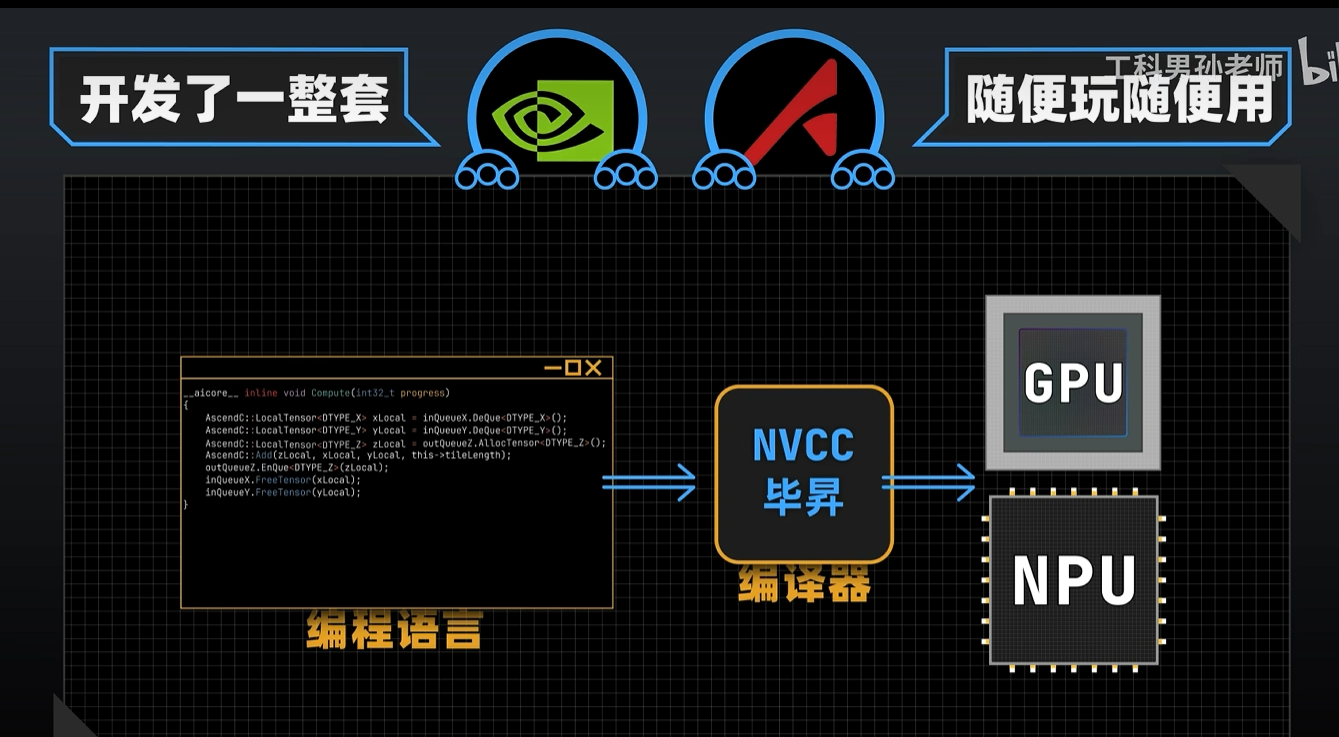 开发了一整套
随便玩随便用
工科男孙老师
bili
__aicore__ inline void Compute(int32_t progress)
{
AscendC::LocalTensor<DTYPE_X> xLocal = inQueueX.DeQue<DTYPE_X>();
AscendC::LocalTensor<DTYPE_Y> yLocal = inQueueY.DeQue<DTYPE_Y>();
AscendC::LocalTensor<DTYPE_Z> zLocal = outQueueZ.AllocTensor<DTYPE_Z>();
AscendC::Add(zLocal, xLocal, yLocal, this->tileLength);
outQueueZ.EnQue<DTYPE_Z>(zLocal);
inQueueX.FreeTensor(xLocal);
inQueueY.FreeTensor(yLocal);
}
编程语言
NVCC
毕昇
编译器
GPU
NPU